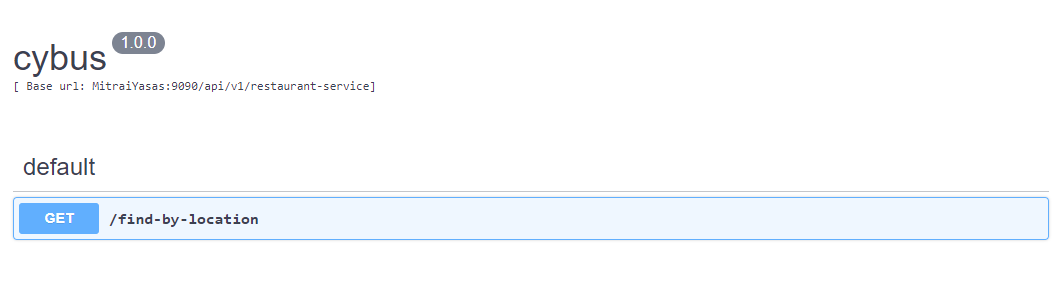 cybus 1.0.0
[ Base url: MitraiYasas:9090/api/v1/restaurant-service]
default
GET /find-by-location